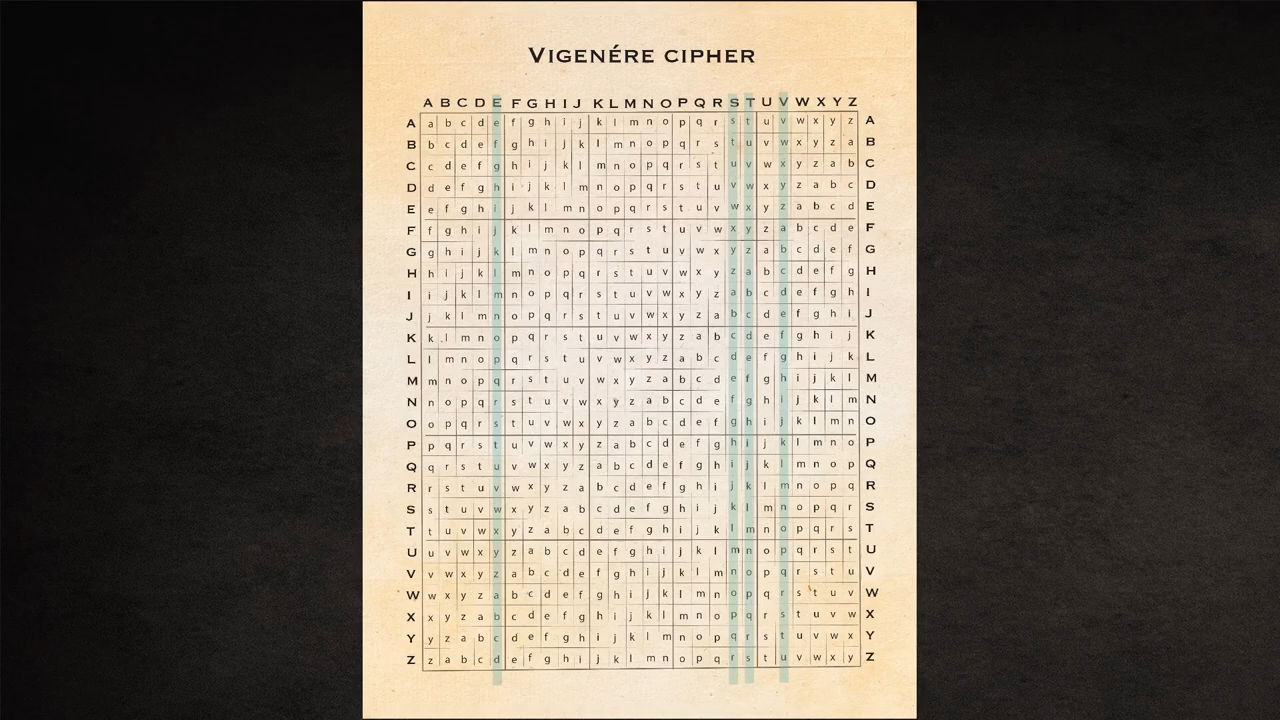 VIGENÉRE CIPHER
A B C D E F G H I J K L M N O P Q R S T U V W X Y Z
A a b c d e f g h i j k l m n o p q r s t u v w x y z A
B b c d e f g h i j k l m n o p q r s t u v w x y z a B
C c d e f g h i j k l m n o p q r s t u v w x y z a b C
D d e f g h i j k l m n o p q r s t u v w x y z a b c D
E e f g h i j k l m n o p q r s t u v w x y z a b c d E
F f g h i j k l m n o p q r s t u v w x y z a b c d e F
G g h i j k l m n o p q r s t u v w x y z a b c d e f G
H h i j k l m n o p q r s t u v w x y z a b c d e f g H
I i j k l m n o p q r s t u v w x y z a b c d e f g h I
J j k l m n o p q r s t u v w x y z a b c d e f g h i J
K k l m n o p q r s t u v w x y z a b c d e f g h i j K
L l m n o p q r s t u v w x y z a b c d e f g h i j k L
M m n o p q r s t u v w x y z a b c d e f g h i j k l M
N n o p q r s t u v w x y z a b c d e f g h i j k l m N
O o p q r s t u v w x y z a b c d e f g h i j k l m n O
P p q r s t u v w x y z a b c d e f g h i j k l m n o P
Q q r s t u v w x y z a b c d e f g h i j k l m n o p Q
R r s t u v w x y z a b c d e f g h i j k l m n o p q R
S s t u v w x y z a b c d e f g h i j k l m n o p q r S
T t u v w x y z a b c d e f g h i j k l m n o p q r s T
U u v w x y z a b c d e f g h i j k l m n o p q r s t U
V v w x y z a b c d e f g h i j k l m n o p q r s t u V
W w x y z a b c d e f g h i j k l m n o p q r s t u v W
X x y z a b c d e f g h i j k l m n o p q r s t u v w X
Y y z a b c d e f g h i j k l m n o p q r s t u v w x Y
Z z a b c d e f g h i j k l m n o p q r s t u v w x y Z